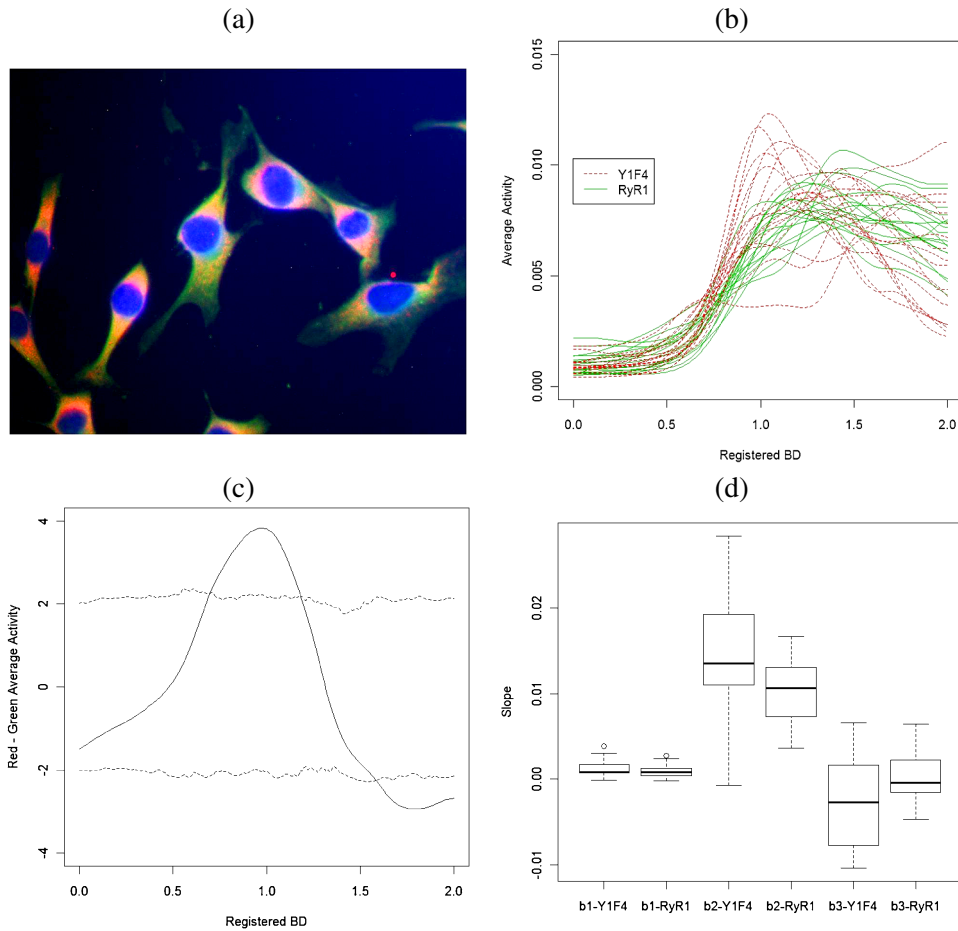 (a)
(b)
Average Activity
0.015
0.010
0.005
0.000
Y1F4
RyR1
0.0 0.5 1.0 1.5 2.0
Registered BD
(c)
Red - Green Average Activity
4
2
0
-2
-4
0.0 0.5 1.0 1.5 2.0
Registered BD
(d)
Slope
0.02
0.01
0.00
-0.01
b1-Y1F4 b1-RyR1 b2-Y1F4 b2-RyR1 b3-Y1F4 b3-RyR1